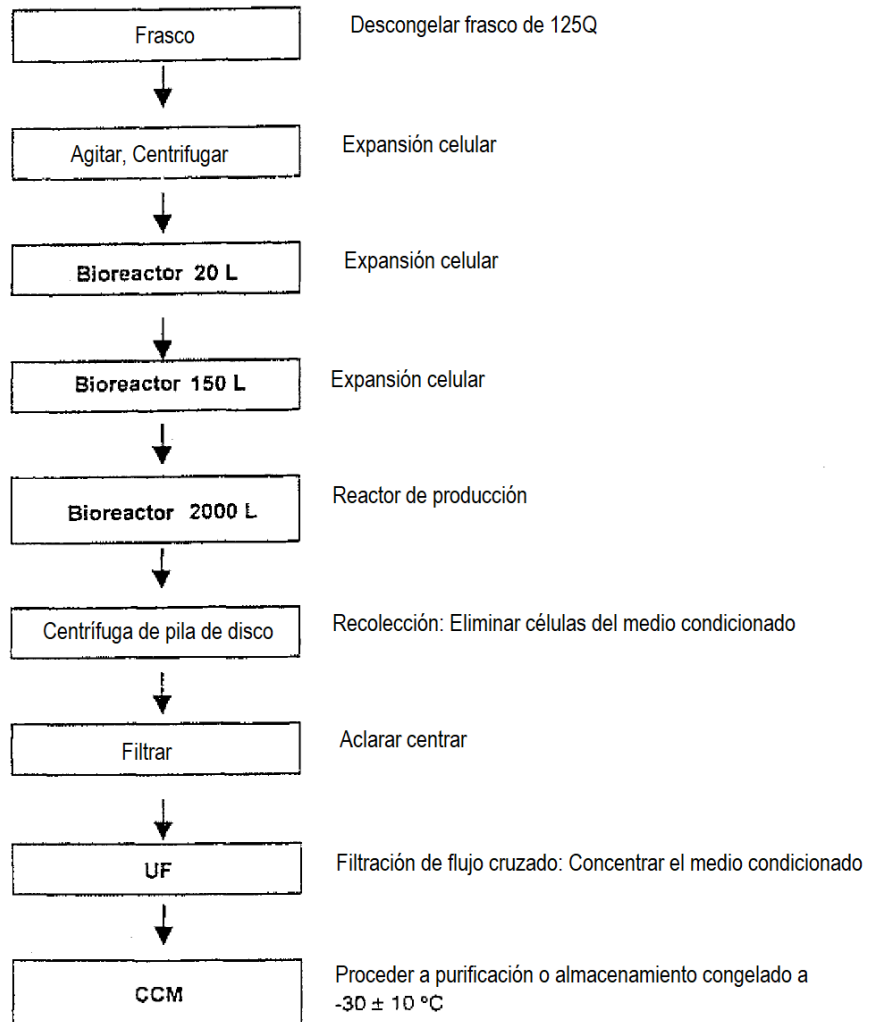 Frasco
Descongelar frasco de 125Q
Agitar, Centrifugar
Expansión celular
Bioreactor 20 L
Expansión celular
Bioreactor 150 L
Expansión celular
Bioreactor 2000 L
Reactor de producción
Centrífuga de pila de disco
Recolección: Eliminar células del medio condicionado
Filtrar
Aclarar centrar
UF
Filtración de flujo cruzado: Concentrar el medio condicionado
CCM
Proceder a purificación o almacenamiento congelado a
-30 ± 10 ºC